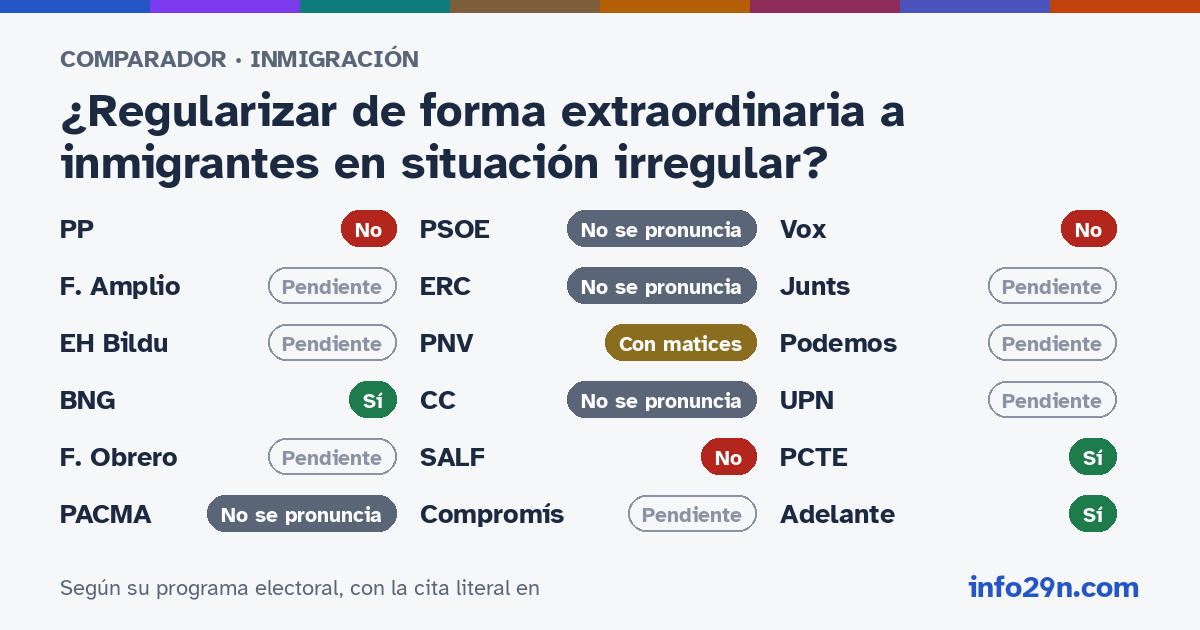 COMPARADOR · INMIGRACIÓN
¿Regularizar de forma extraordinaria a
inmigrantes en situación irregular?
PP No PSOE No se pronuncia Vox No
F. Amplio Pendiente ERC No se pronuncia Junts Pendiente
EH Bildu Pendiente PNV Con matices Podemos Pendiente
BNG Sí CC No se pronuncia UPN Pendiente
F. Obrero Pendiente SALF No PCTE Sí
PACMA No se pronuncia Compromís Pendiente Adelante Sí
Según su programa electoral, con la cita literal en info29n.com